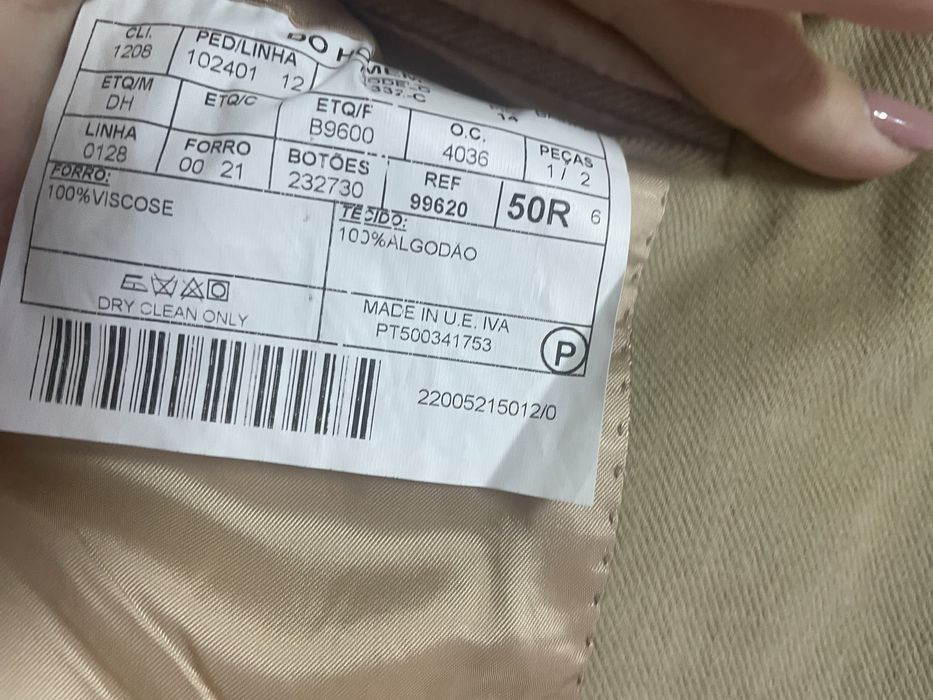 DO H
CLI. PED/LINHA
1208 102401 12
ETQ/M ETQ/C ETQ/F O.C. PEÇAS
DH B9600 4036 1/ 2
LINHA FORRO BOTÕES REF 50R 6
0128 00 21 232730 99620
FORRO: TECIDO:
100%VISCOSE 100%ALGODAO
DRY CLEAN ONLY MADE IN U.E. IVA
PT500341753 P
22005215012/0